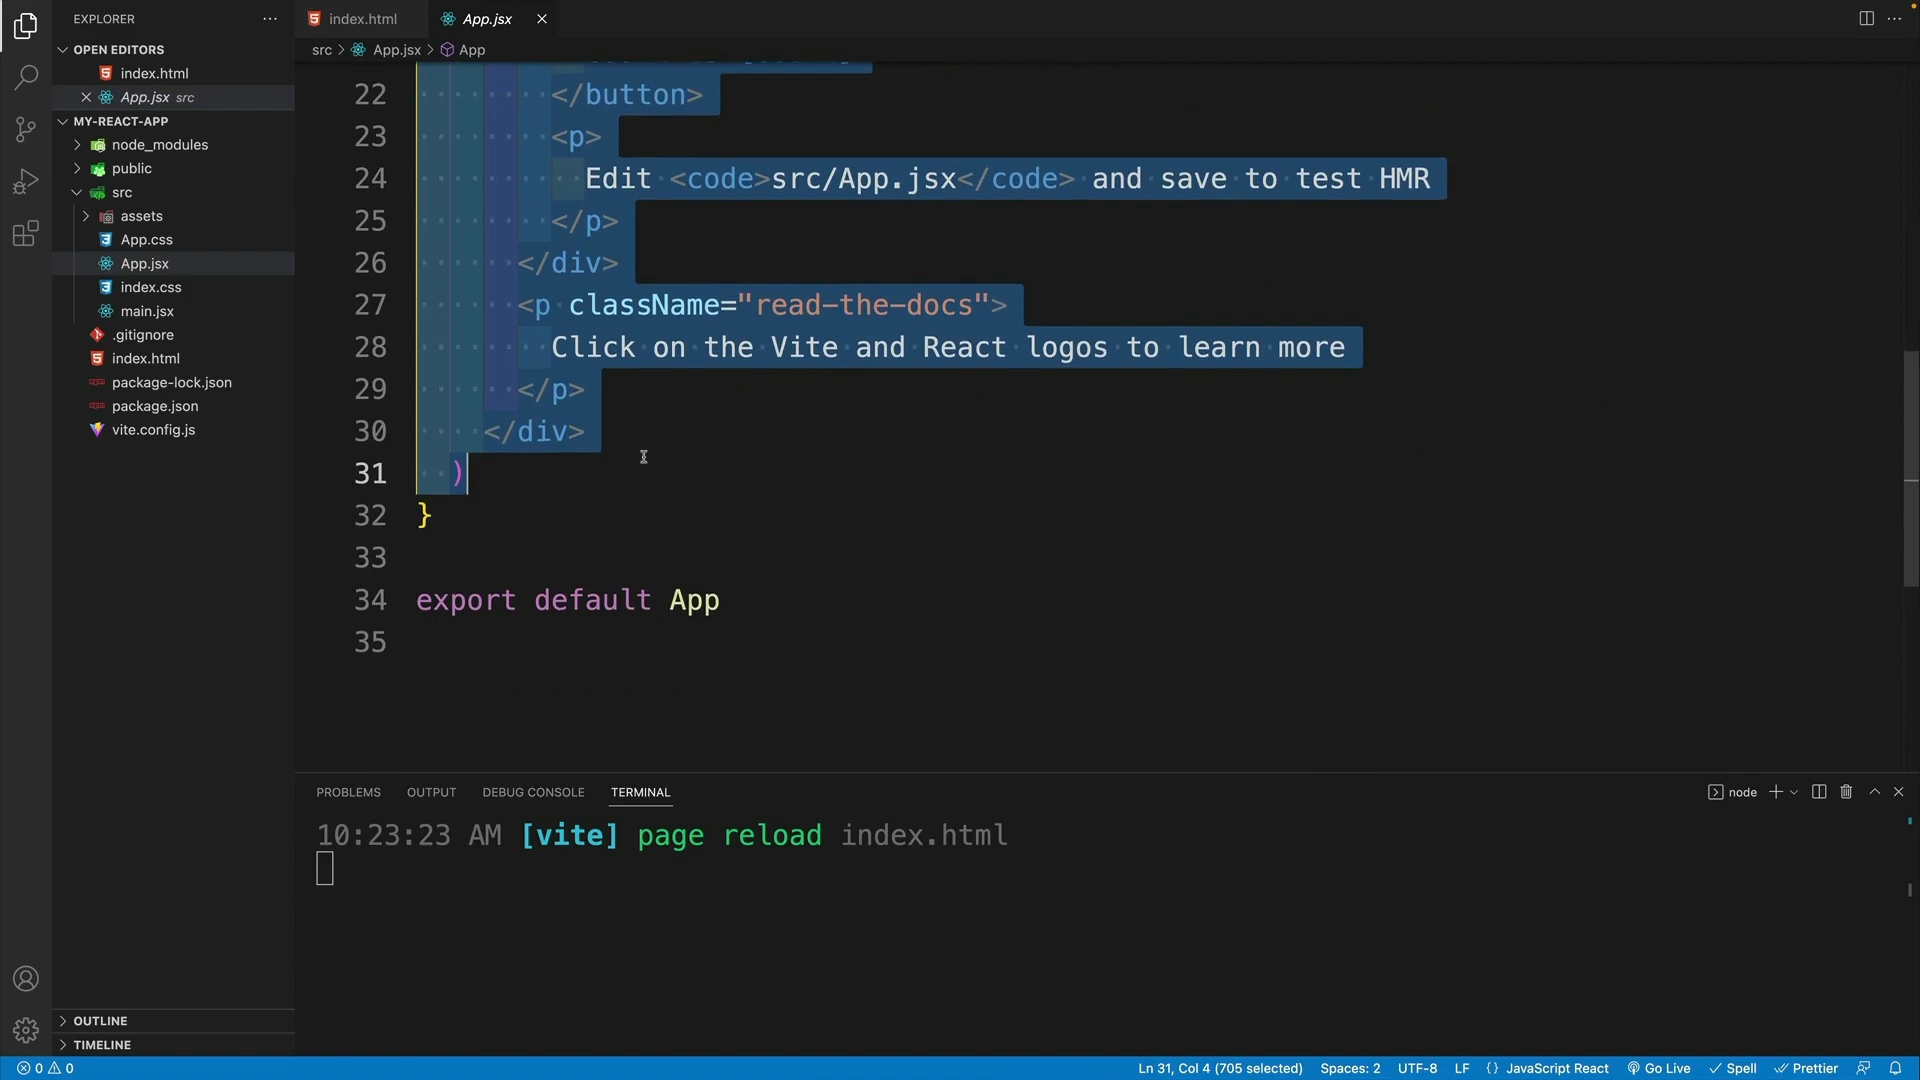 EXPLORER
OPEN EDITORS
index.html
App.jsx src
MY-REACT-APP
node_modules
public
src
assets
App.css
App.jsx
index.css
main.jsx
.gitignore
index.html
package-lock.json
package.json
vite.config.js
OUTLINE
TIMELINE
index.html
App.jsx
src > App.jsx > App
22 </button>
23 <p>
24 Edit <code>src/App.jsx</code> and save to test HMR
25 </p>
26 </div>
27 <p className="read-the-docs">
28 Click on the Vite and React logos to learn more
29 </p>
30 </div>
31 )
32 }
33
34 export default App
35
PROBLEMS OUTPUT DEBUG CONSOLE TERMINAL
node
10:23:23 AM [vite] page reload index.html
0 0
Ln 31, Col 4 (705 selected) Spaces: 2 UTF-8 LF {} JavaScript React Go Live Spell Prettier